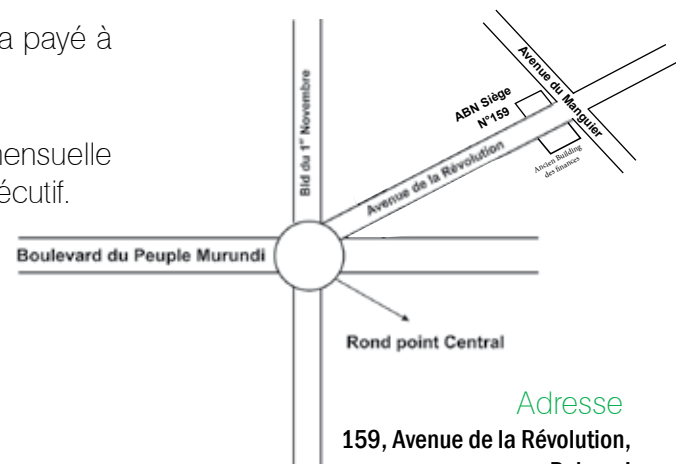 a payé à
mensuelle
écutif.
Bld du 1er Novembre
Avenue du Manguier
ABN Siège
N°159
Avenue de la Révolution
Ancien Building
des finances
Boulevard du Peuple Murundi
Rond point Central
Adresse
159, Avenue de la Révolution,